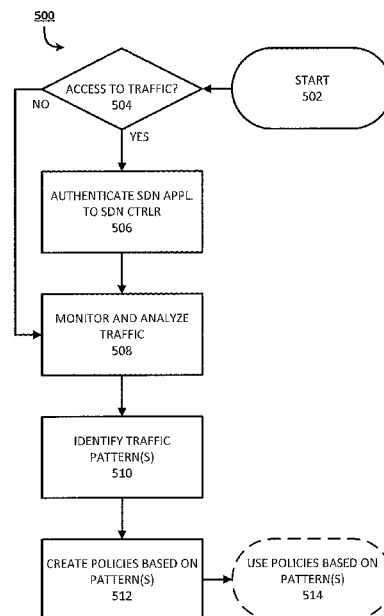 500
START
502
ACCESS TO TRAFFIC?
504
NO
YES
AUTHENTICATE SDN APPL.
TO SDN CTRLR
506
MONITOR AND ANALYZE
TRAFFIC
508
IDENTIFY TRAFFIC
PATTERN(S)
510
CREATE POLICIES BASED ON
PATTERN(S)
512
USE POLICIES BASED ON
PATTERN(S)
514